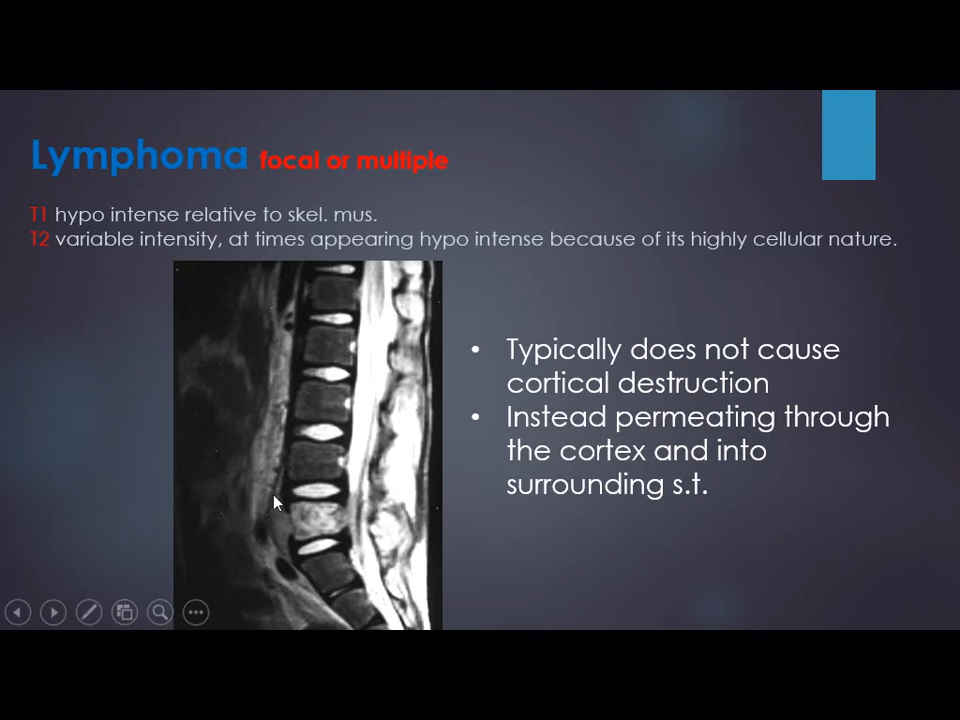 Lymphoma focal or multiple
T1 hypo intense relative to skel. mus.
T2 variable intensity, at times appearing hypo intense because of its highly cellular nature.
• Typically does not cause
cortical destruction
• Instead permeating through
the cortex and into
surrounding s.t.